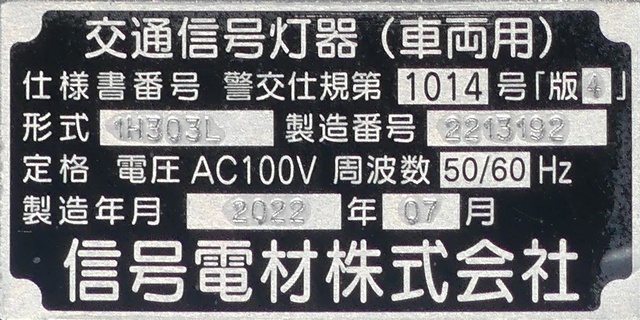 交通信号灯器（車両用）
仕様書番号 警交仕規第 1014 号「版4」
形式 1H303L 製造番号 2213192
定格 電圧 AC100V 周波数 50/60 Hz
製造年月 2022 年 07 月
信号電材株式会社